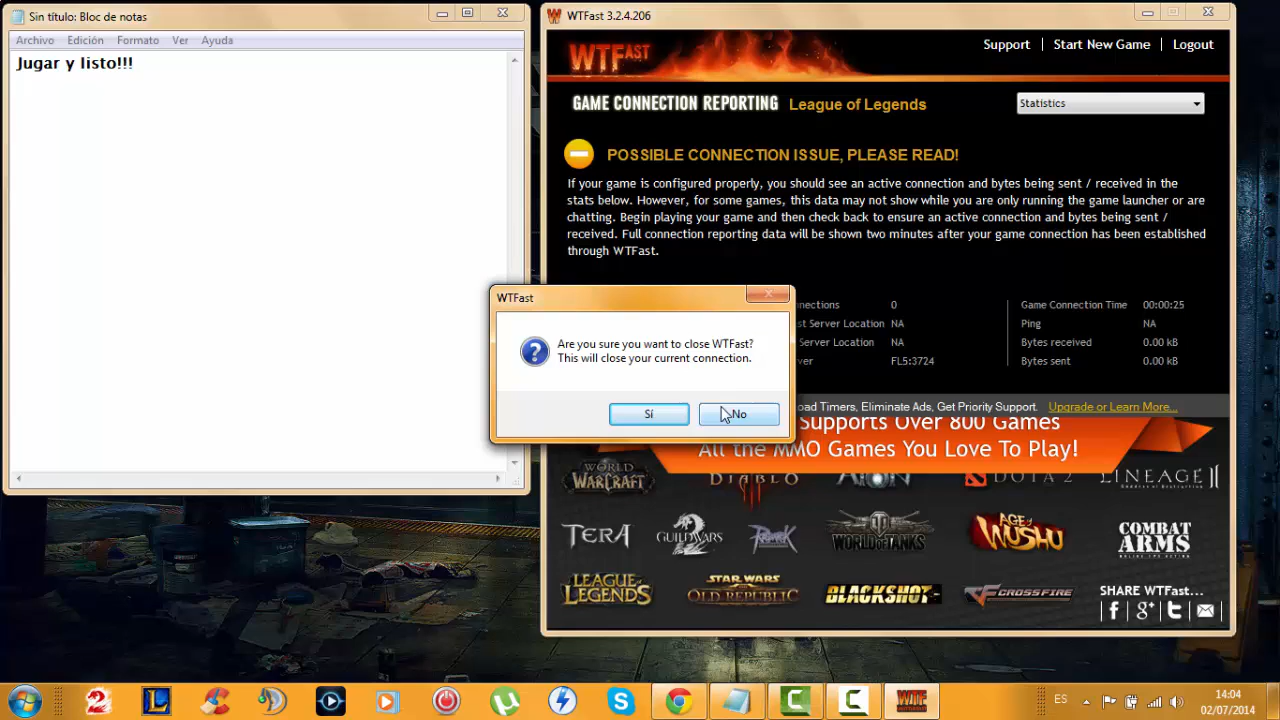 Sin título: Bloc de notas
Archivo Edición Formato Ver Ayuda
Jugar y listo!!!
WTFast 3.2.4.206
WTFAST
Support Start New Game Logout
GAME CONNECTION REPORTING League of Legends Statistics
POSSIBLE CONNECTION ISSUE, PLEASE READ!
If your game is configured properly, you should see an active connection and bytes being sent / received in the
stats below. However, for some games, this data may not show while you are only running the game launcher or are
chatting. Begin playing your game and then check back to ensure an active connection and bytes being sent /
received. Full connection reporting data will be shown two minutes after your game connection has been established
through WTFast.
nnections 0 Game Connection Time 00:00:25
st Server Location NA Ping NA
Server Location NA Bytes received 0.00 kB
ver FL5:3724 Bytes sent 0.00 kB
WTFast
Are you sure you want to close WTFast?
This will close your current connection.
Sí No
oad Timers, Eliminate Ads, Get Priority Support. Upgrade or Learn More...
Supports Over 800 Games
All the MMO Games You Love To Play!
WORLD WARCRAFT DIABLO AION DOTA 2 LINEAGE II
TERA GUILD WARS 2 RAGNAROK WORLD OF TANKS AGE of WUSHU COMBAT ARMS
LEAGUE of LEGENDS STAR WARS OLD REPUBLIC BLACKSHOT CROSSFIRE
SHARE WTFast...
ES 14:04
02/07/2014